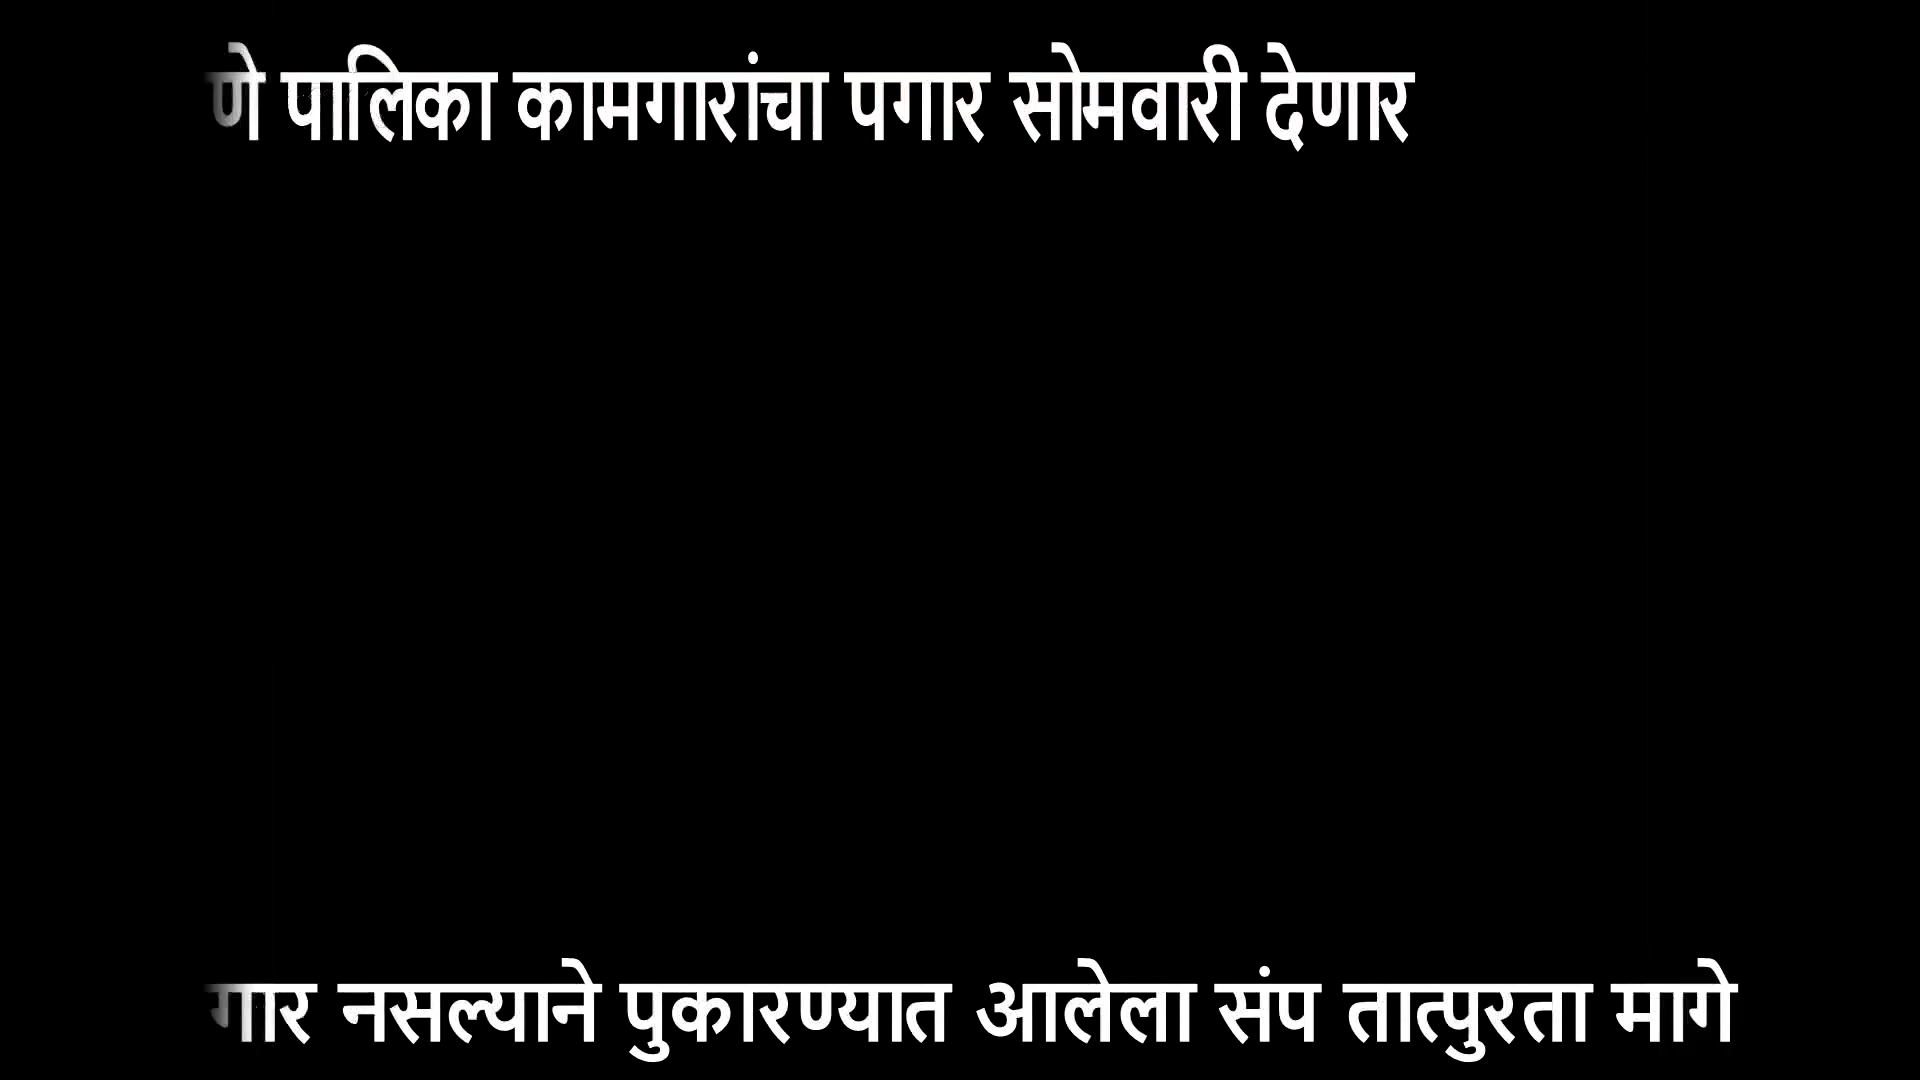 णे पालिका कामगारांचा पगार सोमवारी देणार
गार नसल्याने पुकारण्यात आलेला संप तात्पुरता मागे